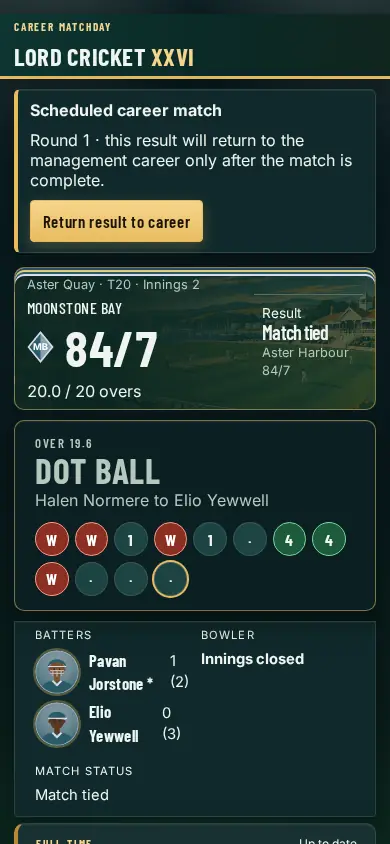 CAREER MATCHDAY
LORD CRICKET XXVI
Scheduled career match
Round 1 · this result will return to the
management career only after the match is
complete.
Return result to career
Aster Quay · T20 · Innings 2
MOONSTONE BAY
MB 84/7
20.0 / 20 overs
Result
Match tied
Aster Harbour
84/7
OVER 19.6
DOT BALL
Halen Normere to Elio Yewwell
W W 1 W 1 · 4 4
W · · ·
BATTERS
Pavan
Jorstone *
1
(2)
Elio
Yewwell
0
(3)
BOWLER
Innings closed
MATCH STATUS
Match tied
FULL TIME
Up to date